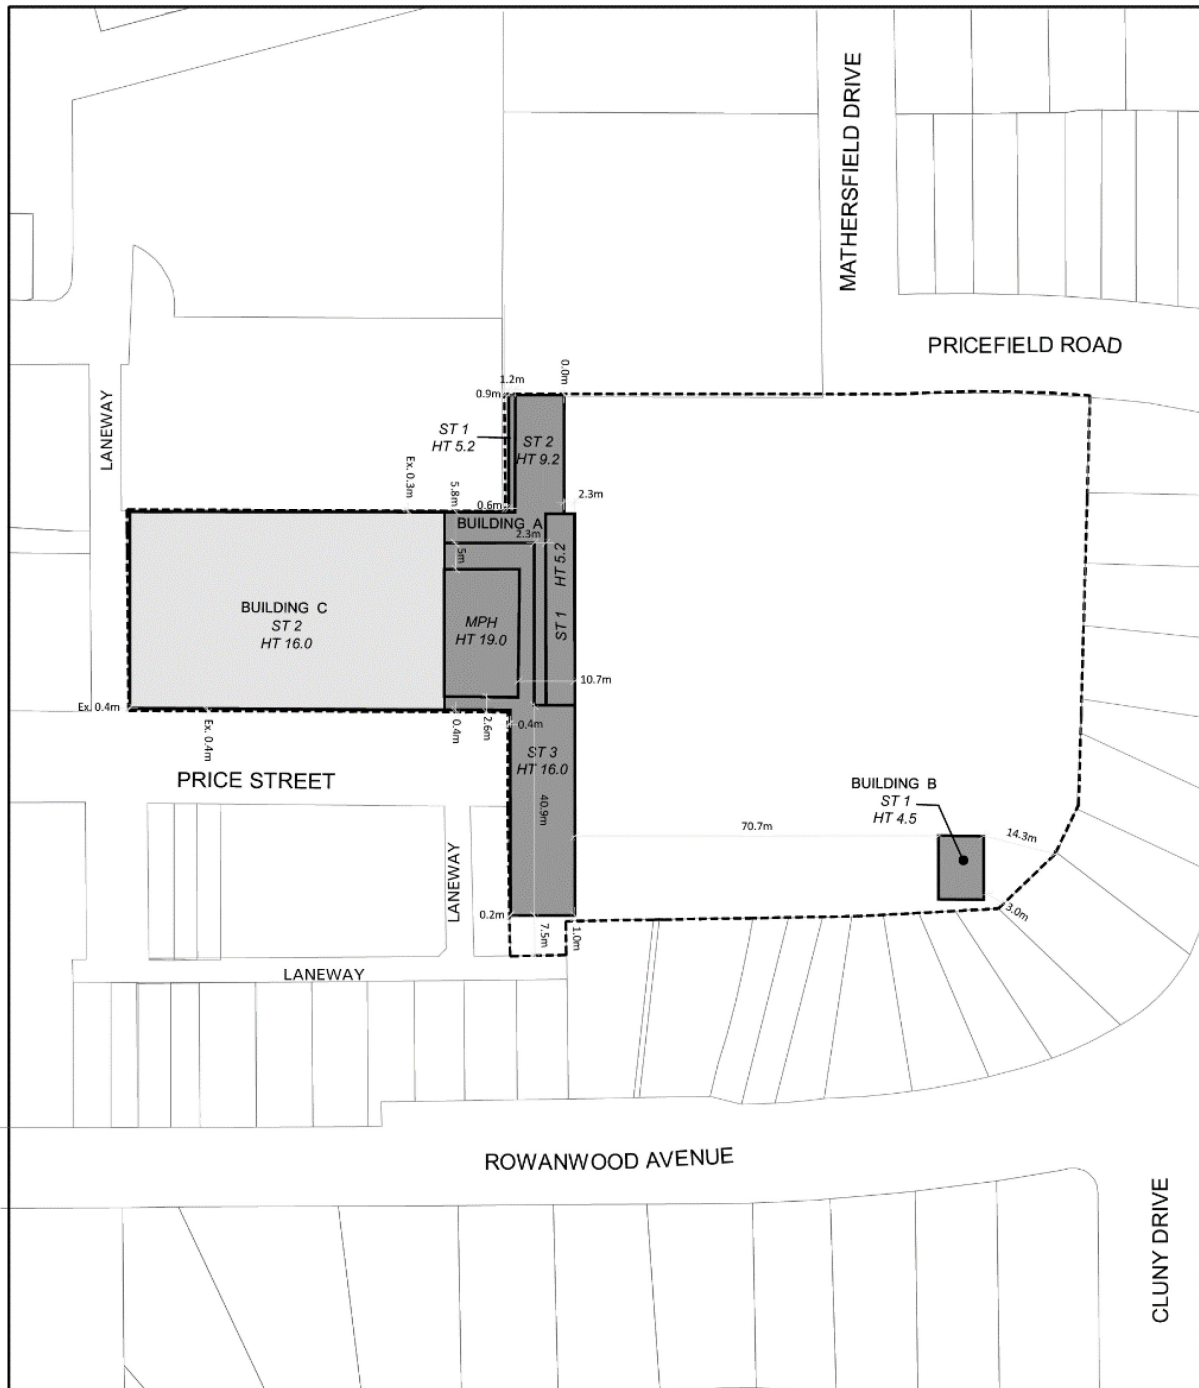 MATHERSFIELD DRIVE
PRICEFIELD ROAD
LANEWAY
1.2m
0.0m
0.9m
ST 1
HT 5.2
ST 2
HT 9.2
Ex. 0.3m
5.8m
0.6m
2.3m
BUILDING A
2.3m
5m
ST 1 HT 5.2
BUILDING C
ST 2
HT 16.0
MPH
HT 19.0
10.7m
Ex. 0.4m
Ex. 0.4m
0.4m
2.6m
0.4m
ST 3
HT 16.0
PRICE STREET
40.9m
BUILDING B
ST 1
HT 4.5
70.7m
14.3m
LANEWAY
0.2m
7.5m
1.0m
3.0m
LANEWAY
ROWANWOOD AVENUE
CLUNY DRIVE